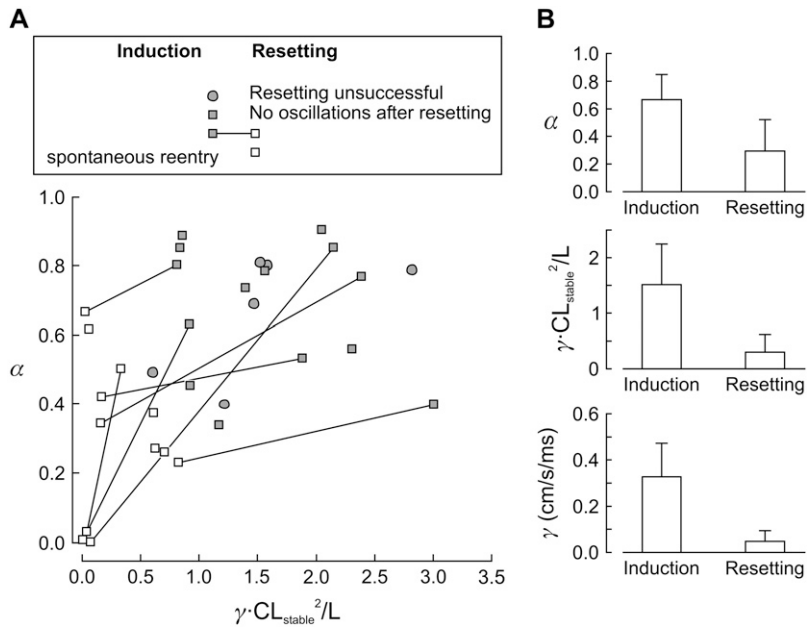 A
Induction Resetting
Resetting unsuccessful
No oscillations after resetting
spontaneous reentry
1.0
0.8
0.6
α
0.4
0.2
0.0
0.0 0.5 1.0 1.5 2.0 2.5 3.0 3.5
γ·CLstable²/L
B
1.0
0.8
α
0.6
0.4
0.2
0.0
Induction Resetting
γ·CLstable²/L
2
1
0
Induction Resetting
γ (cm/s/ms)
0.6
0.4
0.2
0.0
Induction Resetting